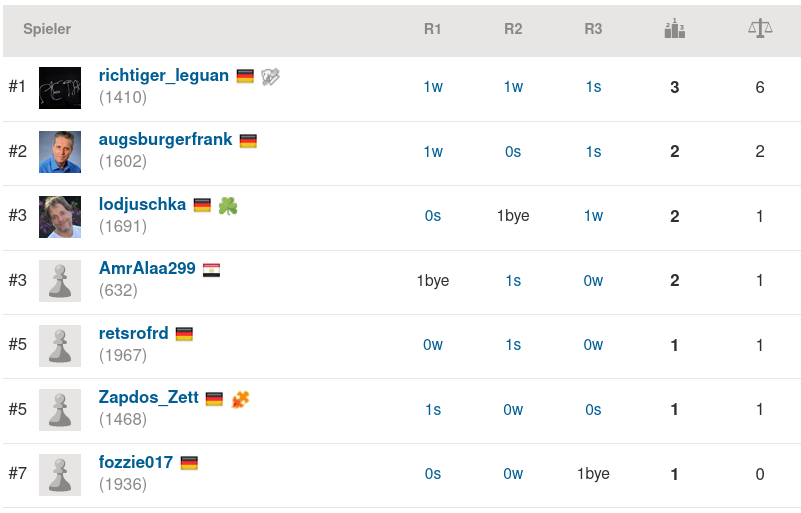 Spieler R1 R2 R3
#1 richtiger_leguan 1w 1w 1s 3 6
(1410)
#2 augsburgerfrank 1w 0s 1s 2 2
(1602)
#3 lodjuschka 0s 1bye 1w 2 1
(1691)
#3 AmrAlaa299 1bye 1s 0w 2 1
(632)
#5 retsrofrd 0w 1s 0w 1 1
(1967)
#5 Zapdos_Zett 1s 0w 0s 1 1
(1468)
#7 fozzie017 0s 0w 1bye 1 0
(1936)